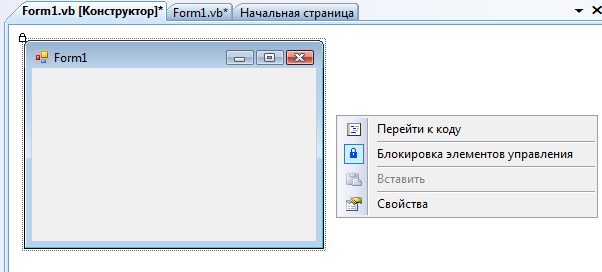 Form1.vb [Конструктор]* Form1.vb* Начальная страница
Form1
Перейти к коду
Блокировка элементов управления
Вставить
Свойства